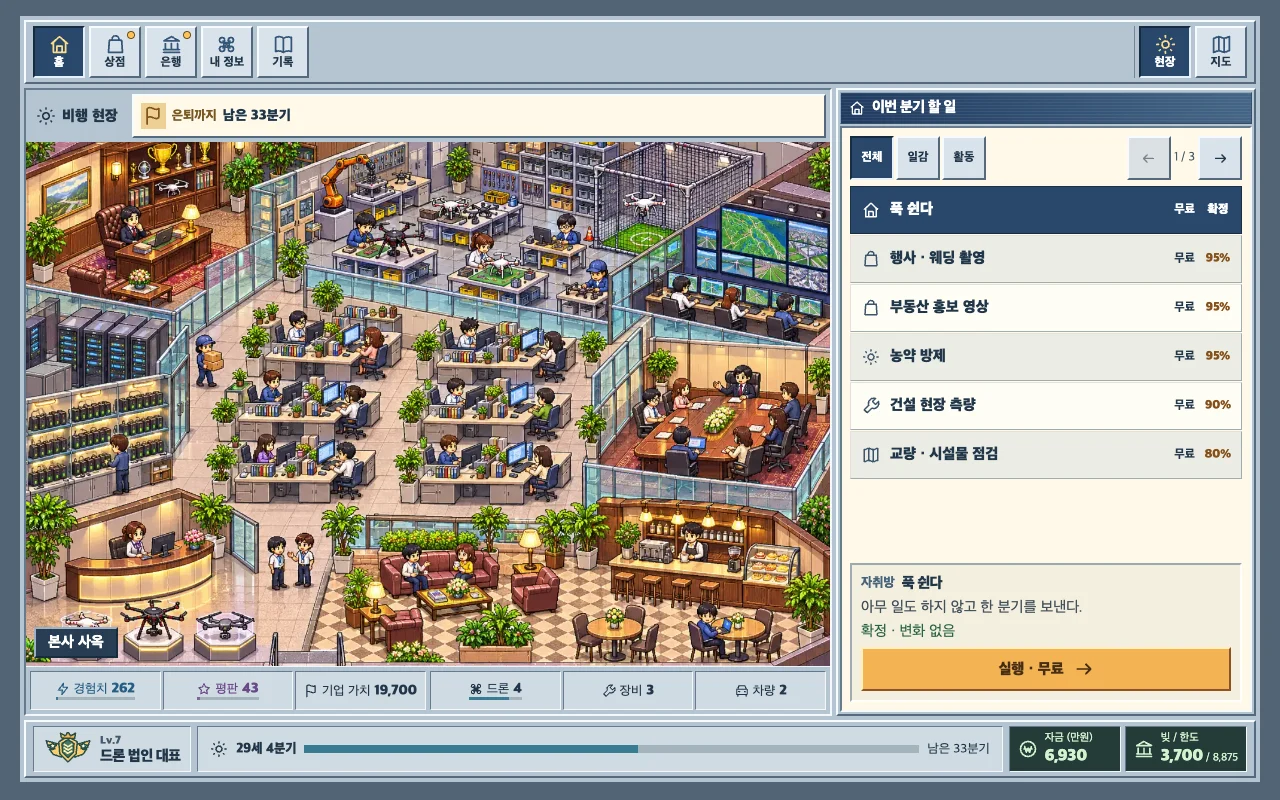 홈
상점
은행
내 정보
기록
현장
지도
비행 현장
은퇴까지 남은 33분기
본사 사옥
경험치 262
평판 43
기업 가치 19,700
드론 4
장비 3
차량 2
이번 분기 할 일
전체
일감
활동
← 1 / 3 →
푹 쉰다 무료 확정
행사 · 웨딩 촬영 무료 95%
부동산 홍보 영상 무료 95%
농약 방제 무료 95%
건설 현장 측량 무료 90%
교량 · 시설물 점검 무료 80%
자취방 푹 쉰다
아무 일도 하지 않고 한 분기를 보낸다.
확정 · 변화 없음
실행 · 무료 →
Lv.7
드론 법인 대표
29세 4분기
남은 33분기
자금 (만원)
6,930
빚 / 한도
3,700 / 8,875